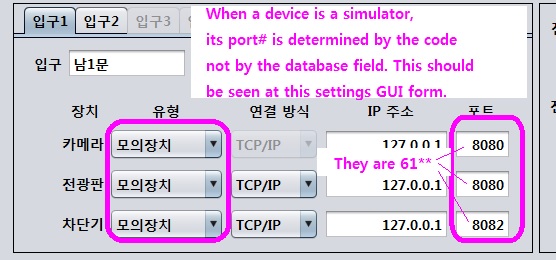 입구1 입구2 입구3
When a device is a simulator,
its port# is determined by the code
not by the database field. This should
be seen at this settings GUI form.
입구 남1문
장치 유형 연결 방식 IP 주소 포트
카메라 모의장치 TCP/IP 127.0.0.1 8080
They are 61**
전광판 모의장치 TCP/IP 127.0.0.1 8080
차단기 모의장치 TCP/IP 127.0.0.1 8082